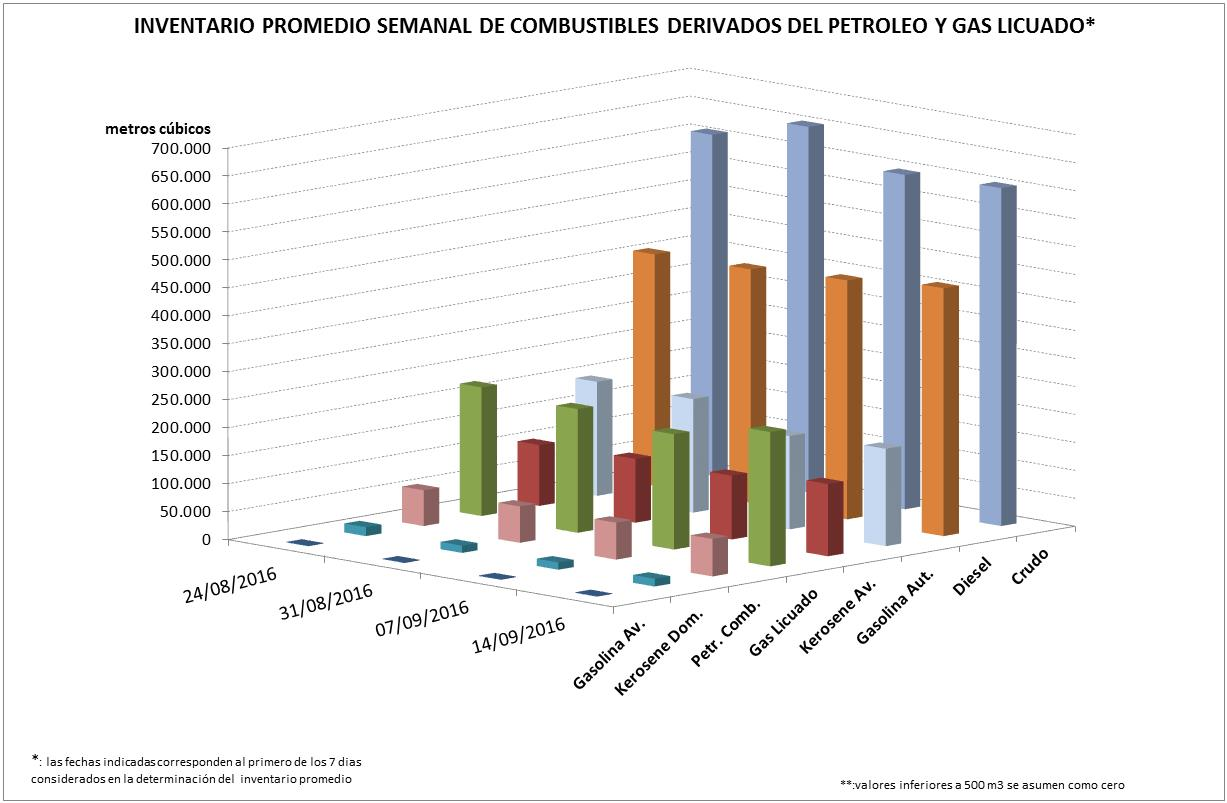 INVENTARIO PROMEDIO SEMANAL DE COMBUSTIBLES DERIVADOS DEL PETROLEO Y GAS LICUADO*
metros cúbicos
700.000
650.000
600.000
550.000
500.000
450.000
400.000
350.000
300.000
250.000
200.000
150.000
100.000
50.000
0
24/08/2016
31/08/2016
07/09/2016
14/09/2016
Gasolina Av.
Kerosene Dom.
Petr. Comb.
Gas Licuado
Kerosene Av.
Gasolina Aut.
Diesel
Crudo
*: las fechas indicadas corresponden al primero de los 7 dias
considerados en la determinación del inventario promedio
**:valores inferiores a 500 m3 se asumen como cero